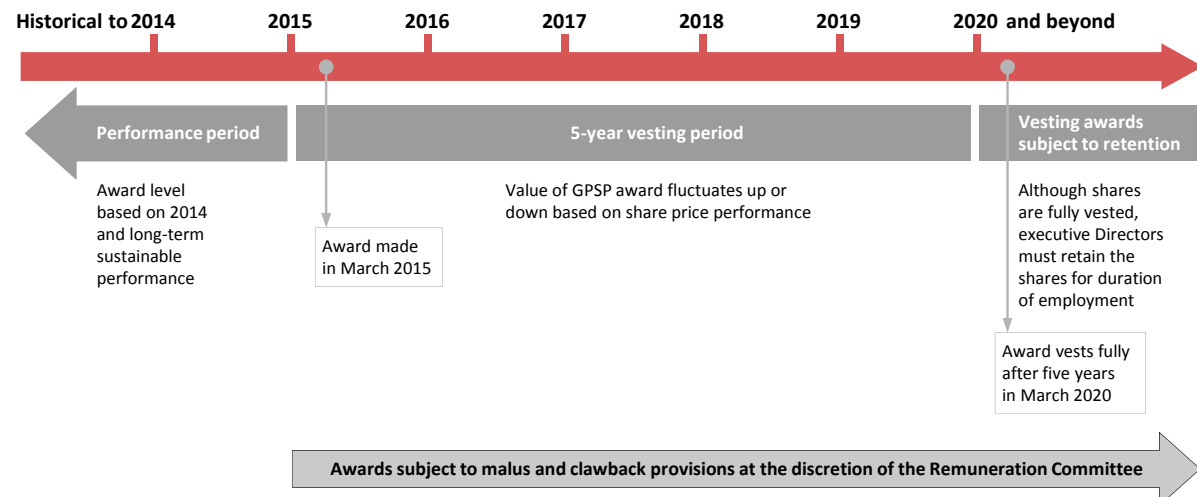 Historical to 2014 2015 2016 2017 2018 2019 2020 and beyond
Performance period
5-year vesting period
Vesting awards
subject to retention
Award level
based on 2014
and long-term
sustainable
performance
Award made
in March 2015
Value of GPSP award fluctuates up or
down based on share price performance
Although shares
are fully vested,
executive Directors
must retain the
shares for duration
of employment
Award vests fully
after five years
in March 2020
Awards subject to malus and clawback provisions at the discretion of the Remuneration Committee